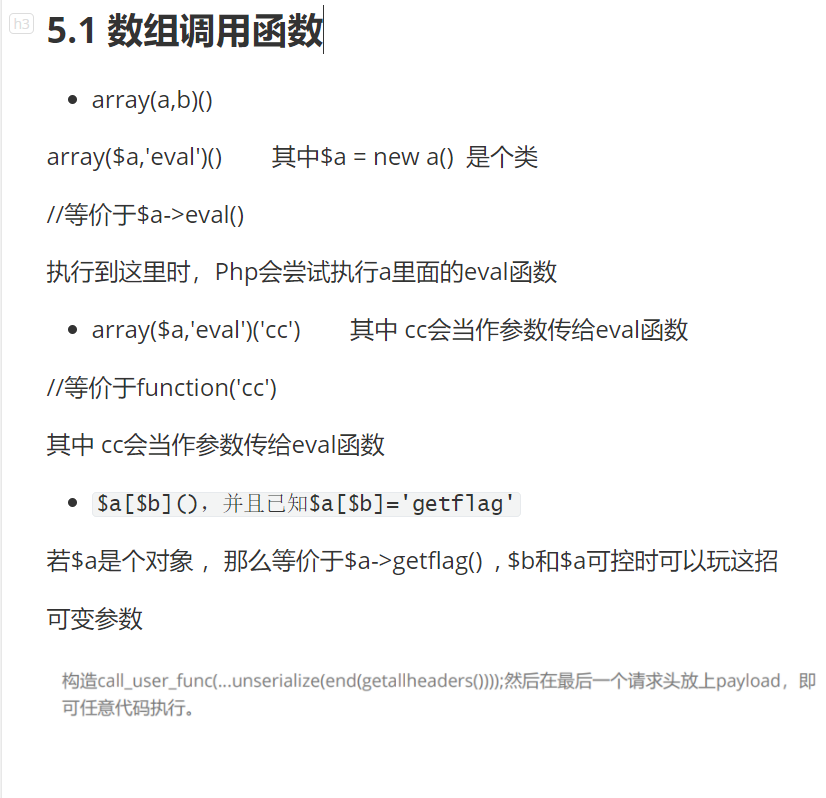 h3
5.1 数组调用函数
array(a,b)()
array($a,'eval')() 其中$a = new a() 是个类
//等价于$a->eval()
执行到这里时，Php会尝试执行a里面的eval函数
array($a,'eval')('cc') 其中 cc会当作参数传给eval函数
//等价于function('cc')
其中 cc会当作参数传给eval函数
$a[$b]()，并且已知$a[$b]='getflag'
若$a是个对象 ，那么等价于$a->getflag() , $b和$a可控时可以玩这招
可变参数
构造call_user_func(...unserialize(end(getallheaders())));然后在最后一个请求头放上payload，即
可任意代码执行。